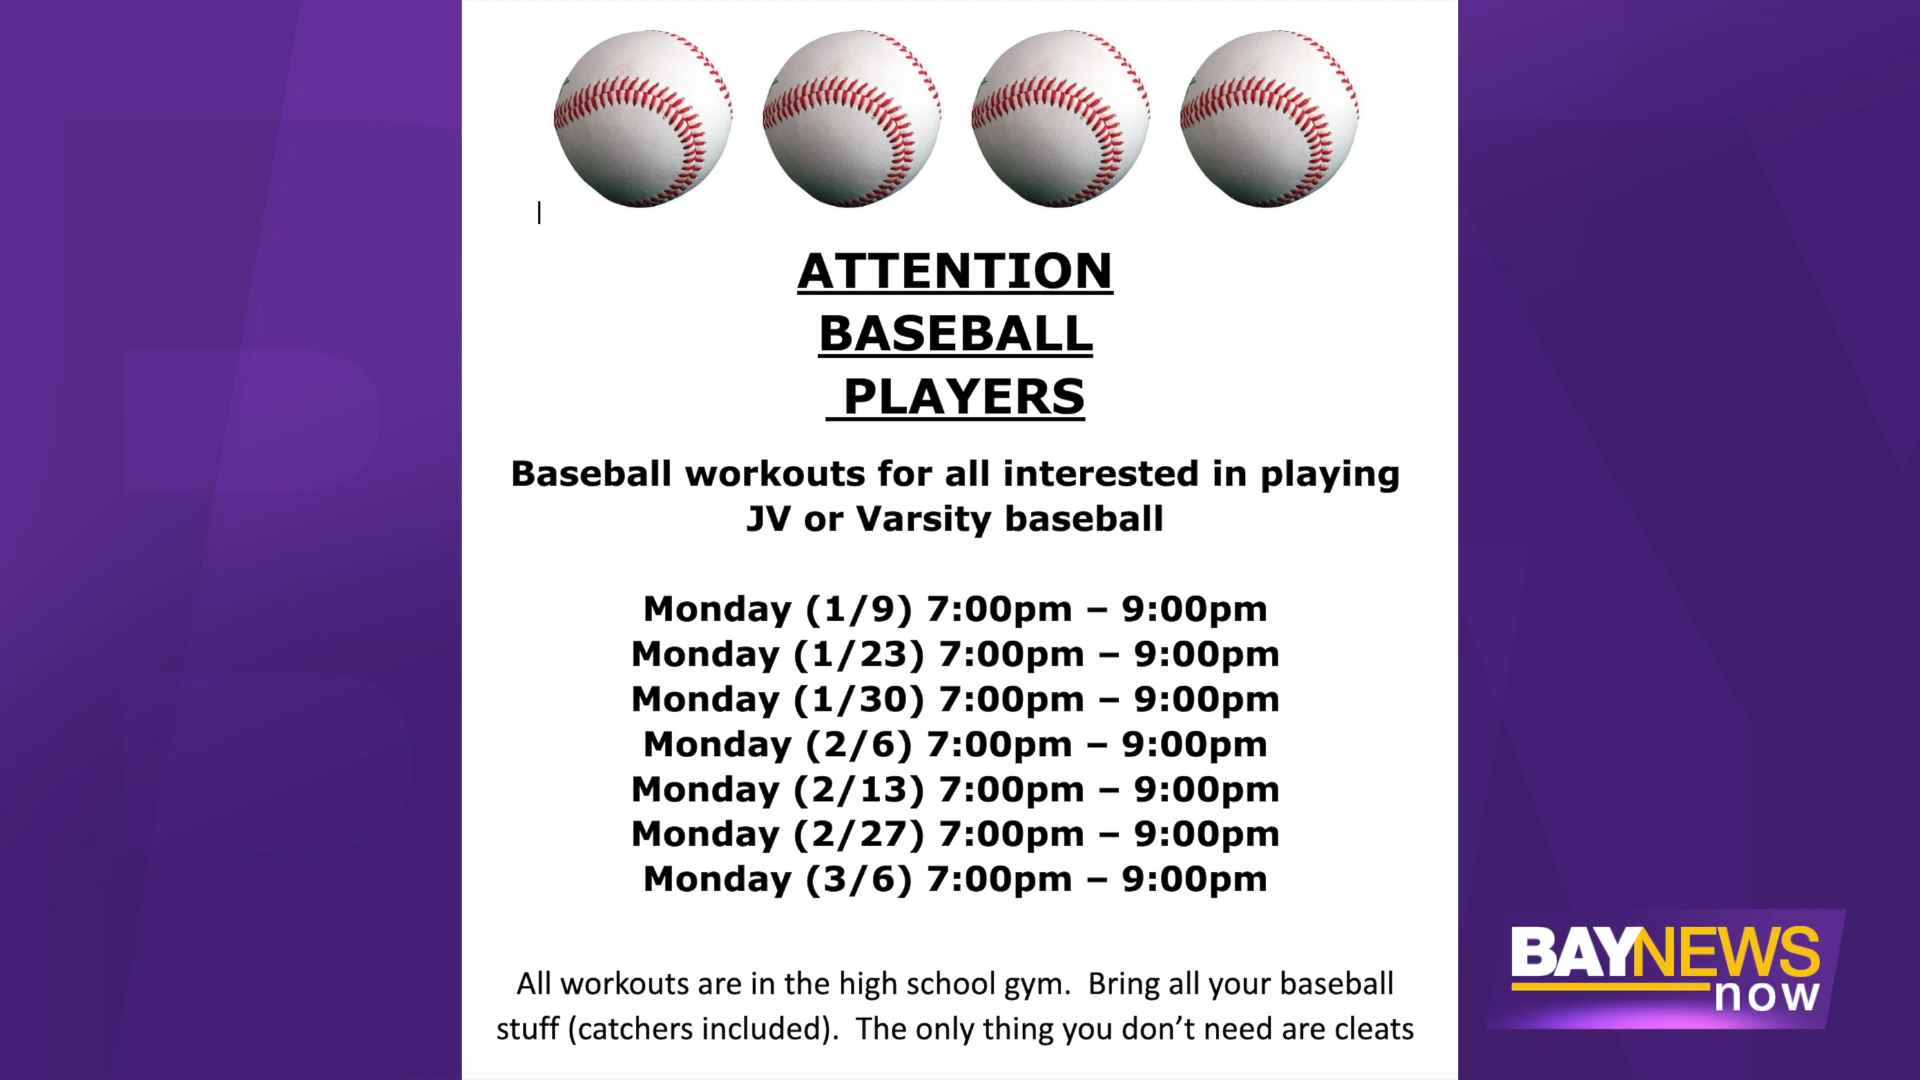 ATTENTION
BASEBALL
PLAYERS
Baseball workouts for all interested in playing
JV or Varsity baseball
Monday (1/9) 7:00pm – 9:00pm
Monday (1/23) 7:00pm – 9:00pm
Monday (1/30) 7:00pm – 9:00pm
Monday (2/6) 7:00pm – 9:00pm
Monday (2/13) 7:00pm – 9:00pm
Monday (2/27) 7:00pm – 9:00pm
Monday (3/6) 7:00pm – 9:00pm
All workouts are in the high school gym.  Bring all your baseball
stuff (catchers included).  The only thing you don’t need are cleats
BAYNEWS
now